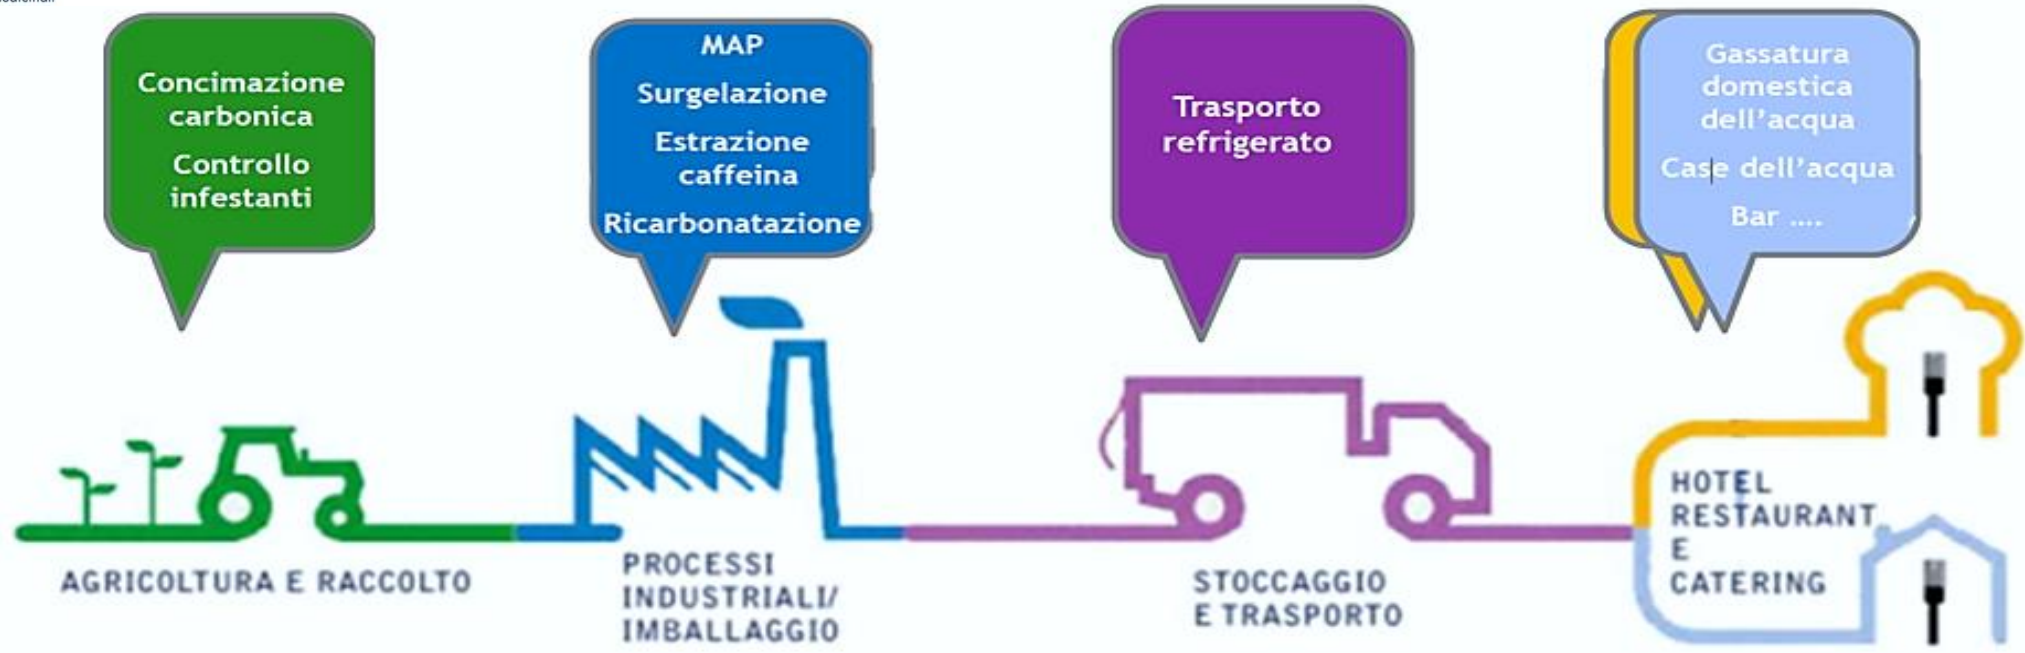 Concimazione
carbonica
Controllo
infestanti
MAP
Surgelazione
Estrazione
caffeina
Ricarbonatazione
Trasporto
refrigerato
Gassatura
domestica
dell'acqua
Case dell'acqua
Bar ....
AGRICOLTURA E RACCOLTO
PROCESSI
INDUSTRIALI/
IMBALLAGGIO
STOCCAGGIO
E TRASPORTO
HOTEL
RESTAURANT
E
CATERING